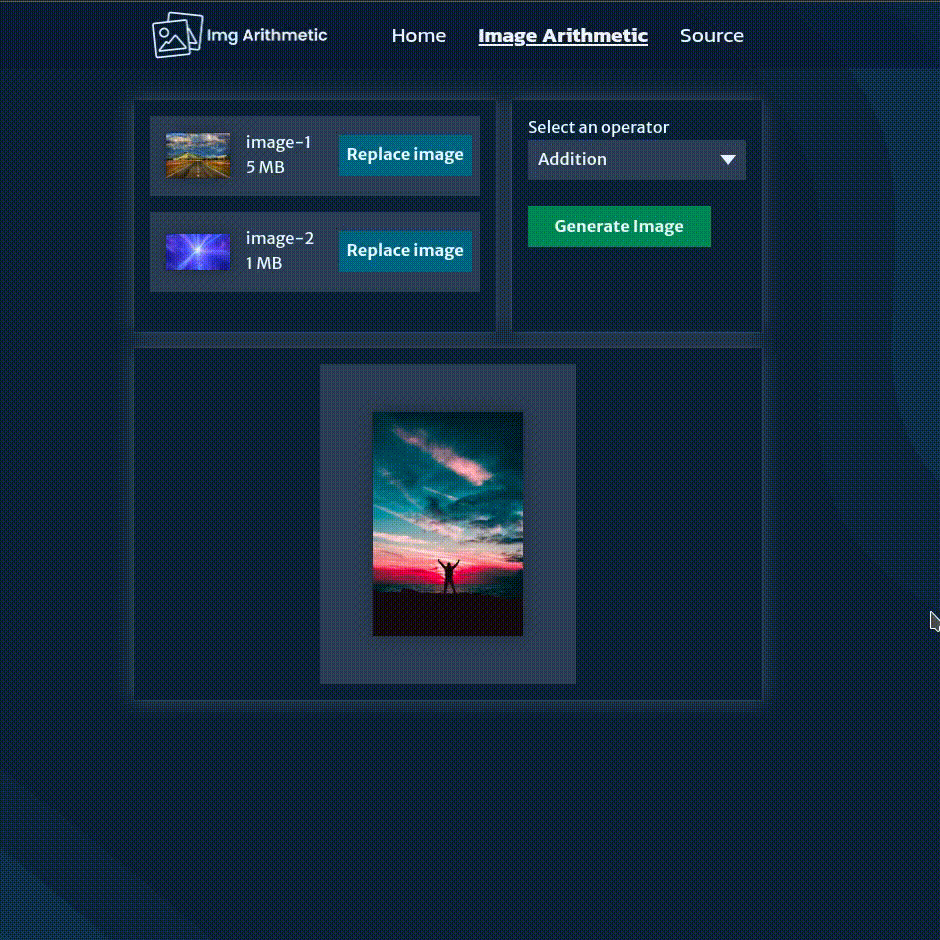 Img Arithmetic
Home
Image Arithmetic
Source
image-1
5 MB
Replace image
image-2
1 MB
Replace image
Select an operator
Addition
Generate Image